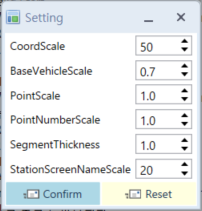 Setting
CoordScale 50
BaseVehicleScale 0.7
PointScale 1.0
PointNumberScale 1.0
SegmentThickness 1.0
StationScreenNameScale 20
Confirm Reset